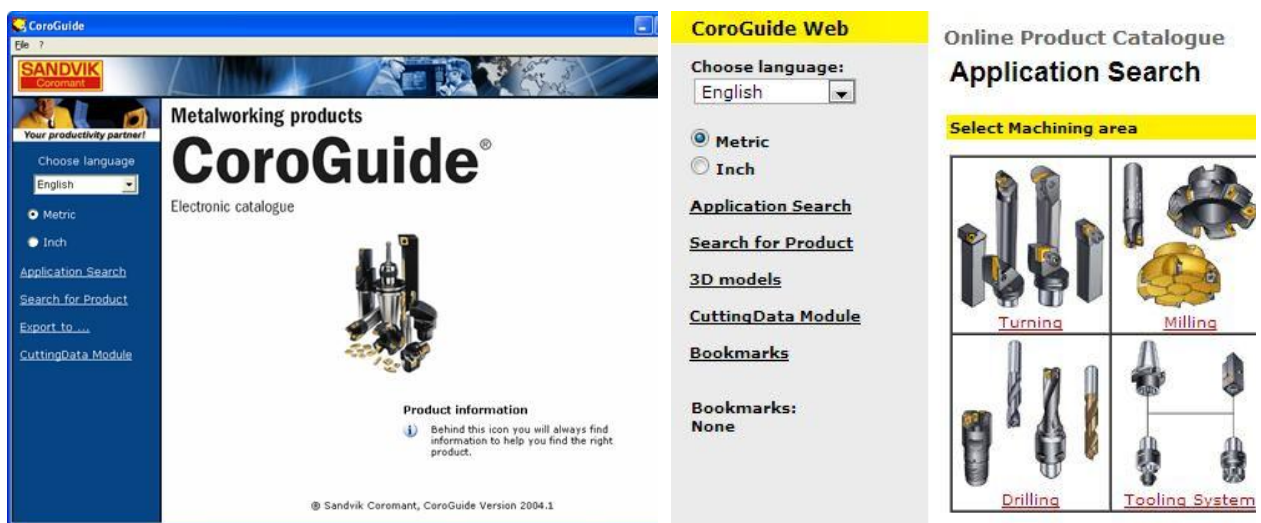 CoroGuide
File ?
SANDVIK
Coromant
Your productivity partner!
Choose language
English
Metric
Inch
Application Search
Search for Product
Export to ...
CuttingData Module
Metalworking products
CoroGuide®
Electronic catalogue
Product information
Behind this icon you will always find
information to help you find the right
product.
® Sandvik Coromant, CoroGuide Version 2004.1
CoroGuide Web
Choose language:
English
Metric
Inch
Application Search
Search for Product
3D models
CuttingData Module
Bookmarks
Bookmarks:
None
Online Product Catalogue
Application Search
Select Machining area
Turning
Milling
Drilling
Tooling System